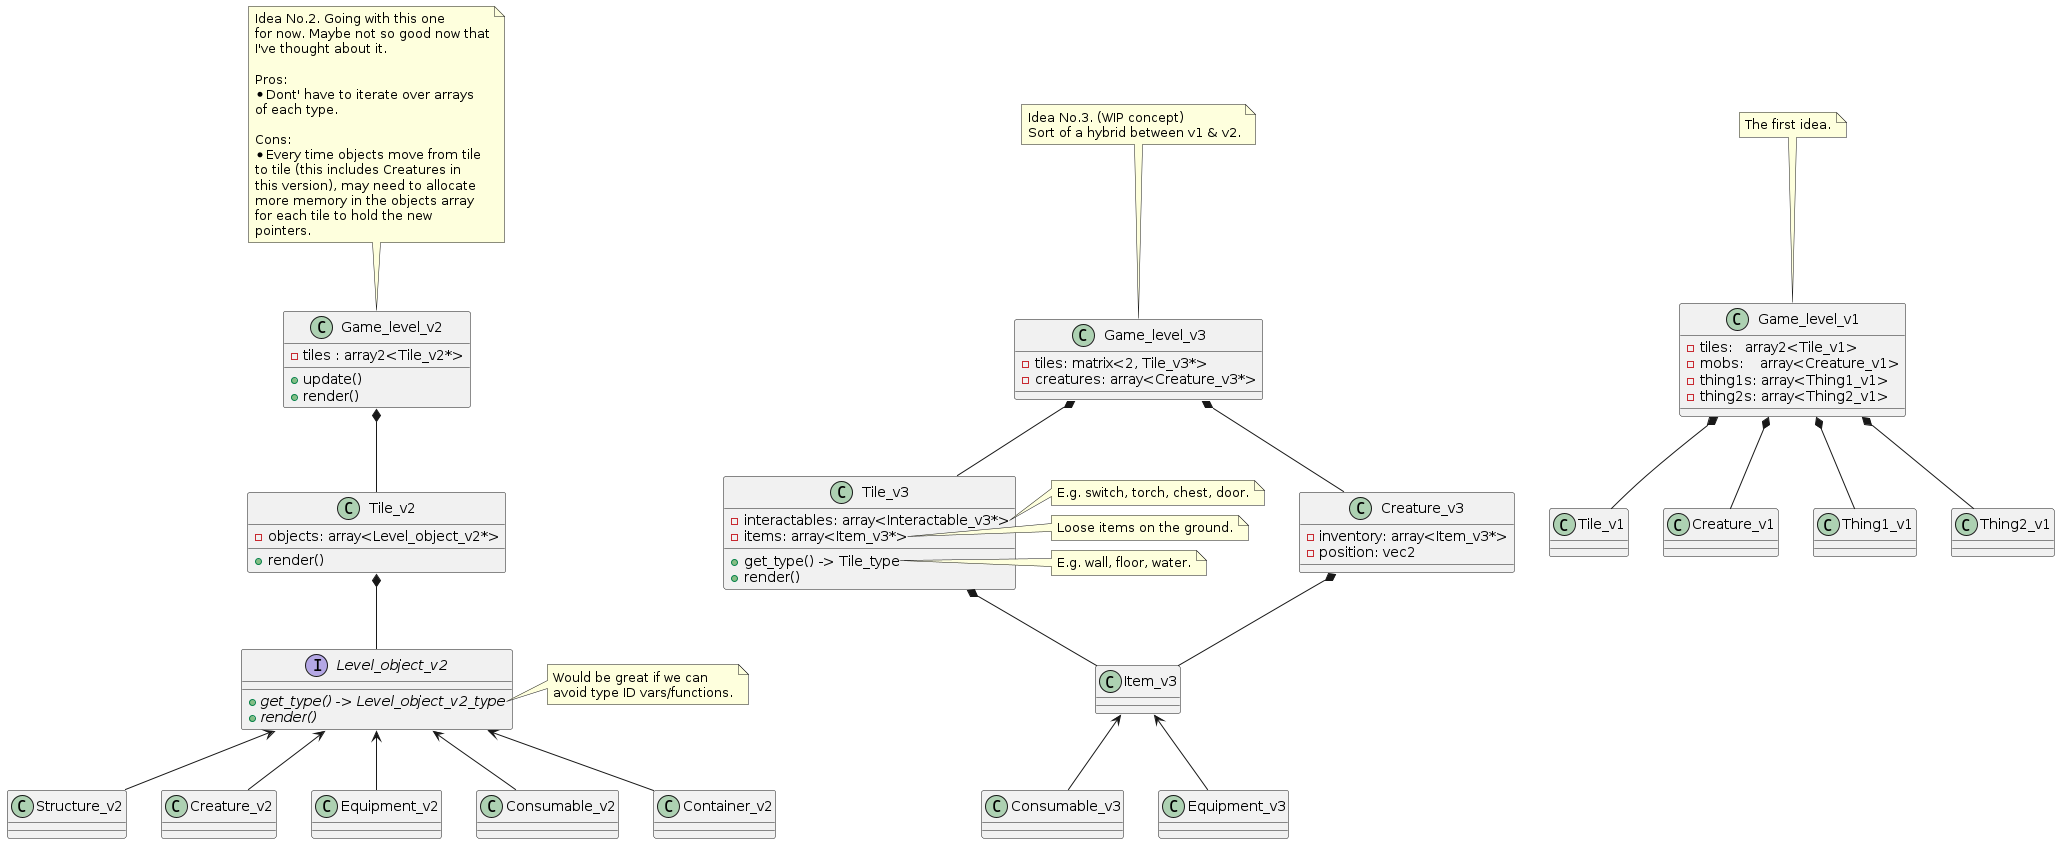 Idea No.2. Going with this one
for now. Maybe not so good now that
I've thought about it.
Pros:
•Dont' have to iterate over arrays
of each type.
Cons:
•Every time objects move from tile
to tile (this includes Creatures in
this version), may need to allocate
more memory in the objects array
for each tile to hold the new
pointers.
C Game_level_v2
tiles : array2<Tile_v2*>
update()
render()
C Tile_v2
objects: array<Level_object_v2*>
render()
I Level_object_v2
get_type() -> Level_object_v2_type
render()
Would be great if we can
avoid type ID vars/functions.
C Structure_v2
C Creature_v2
C Equipment_v2
C Consumable_v2
C Container_v2
Idea No.3. (WIP concept)
Sort of a hybrid between v1 & v2.
C Game_level_v3
tiles: matrix<2, Tile_v3*>
creatures: array<Creature_v3*>
C Tile_v3
interactables: array<Interactable_v3*>
items: array<Item_v3*>
get_type() -> Tile_type
render()
E.g. switch, torch, chest, door.
Loose items on the ground.
E.g. wall, floor, water.
C Creature_v3
inventory: array<Item_v3*>
position: vec2
C Item_v3
C Consumable_v3
C Equipment_v3
The first idea.
C Game_level_v1
tiles: array2<Tile_v1>
mobs: array<Creature_v1>
thing1s: array<Thing1_v1>
thing2s: array<Thing2_v1>
C Tile_v1
C Creature_v1
C Thing1_v1
C Thing2_v1